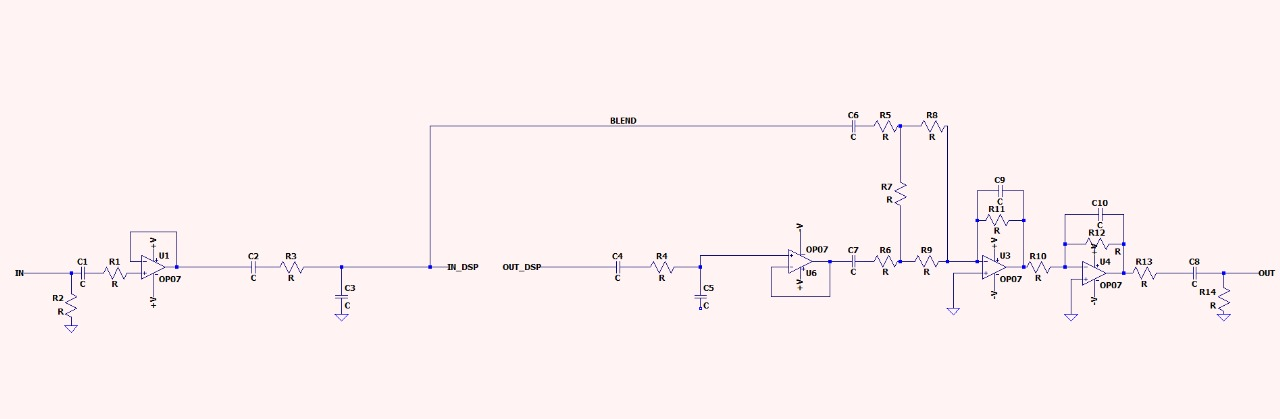 BLEND
C6
C
R5
R
R8
R
R7
R
C9
C
R11
R
+V
U3
-V
OP07
C10
C
R12
R
+V
U4
-V
OP07
IN
R2
R
C1
C
R1
R
+V
U1
+V
OP07
C2
C
R3
R
C3
C
IN_DSP
OUT_DSP
C4
C
R4
R
C5
C
-V
OP07
+V
U6
C7
C
R6
R
R9
R
R10
R
R13
R
C8
C
R14
R
OUT